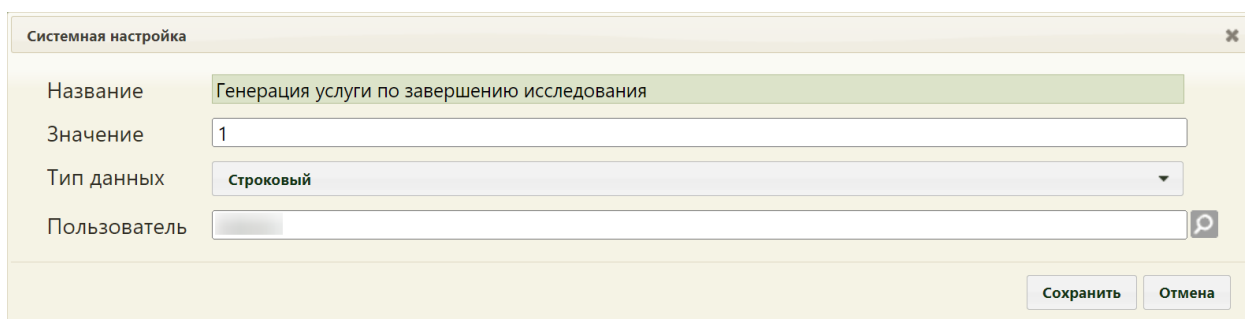 Системная настройка
Название Генерация услуги по завершению исследования
Значение 1
Тип данных Строковый
Пользователь
Сохранить Отмена